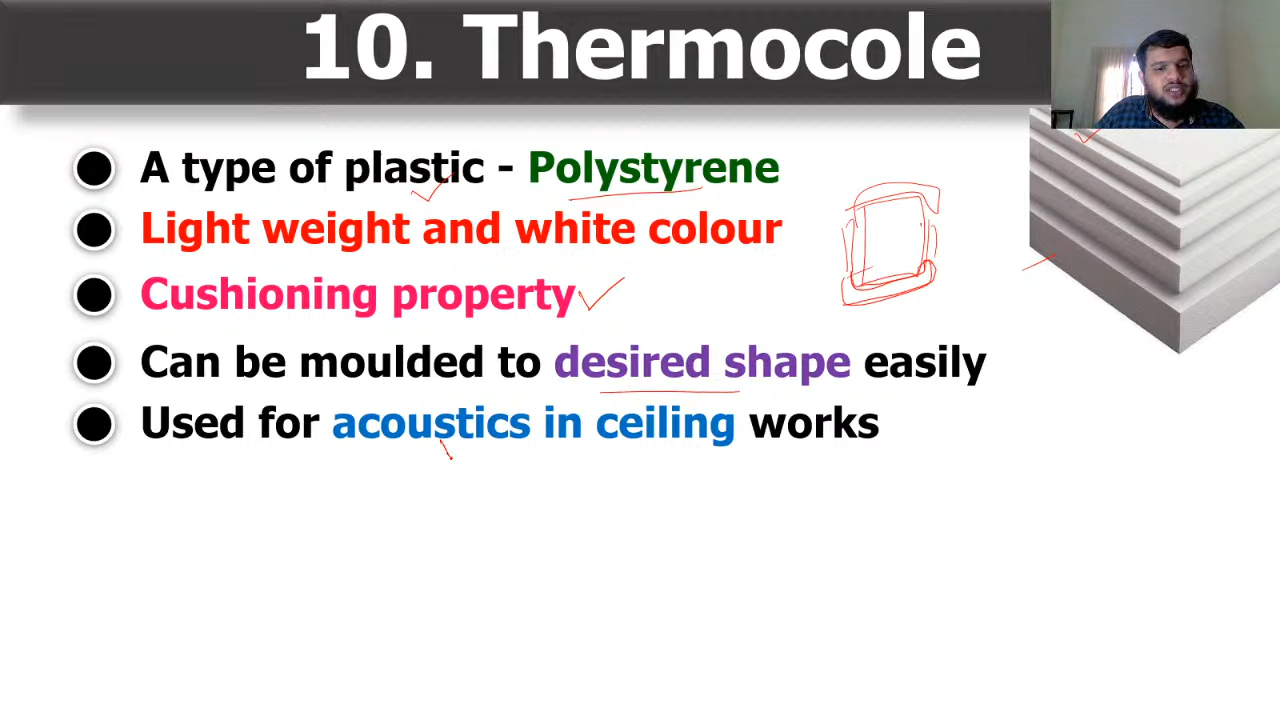 10. Thermocole
A type of plastic - Polystyrene
Light weight and white colour
Cushioning property
Can be moulded to desired shape easily
Used for acoustics in ceiling works